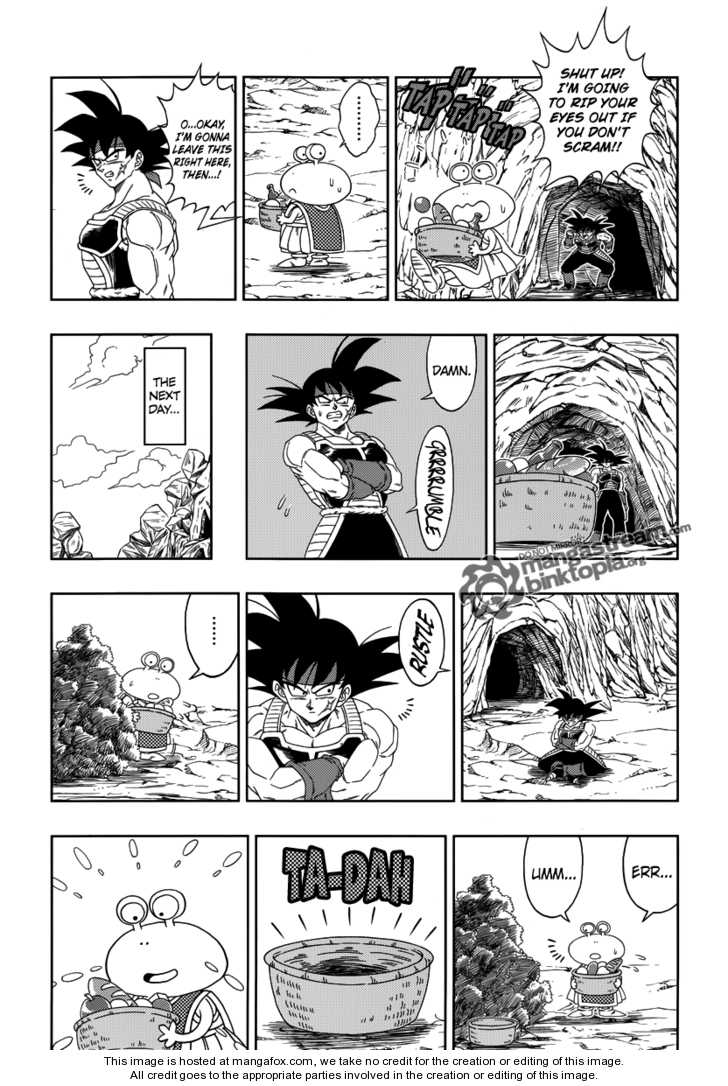 SHUT UP!
I'M GOING
TO RIP YOUR
EYES OUT IF
YOU DON'T
SCRAM!!
TAP TAP TAP
......
O...OKAY,
I'M GONNA
LEAVE THIS
RIGHT HERE,
THEN...!
DAMN.
GRRRRUMBLE
THE
NEXT
DAY...
mangastream.com
binktopia.org
RUSTLE
......
ERR...
UMM...
TA-DAH
This image is hosted at mangafox.com, we take no credit for the creation or editing of this image.
All credit goes to the appropriate parties involved in the creation or editing of this image.